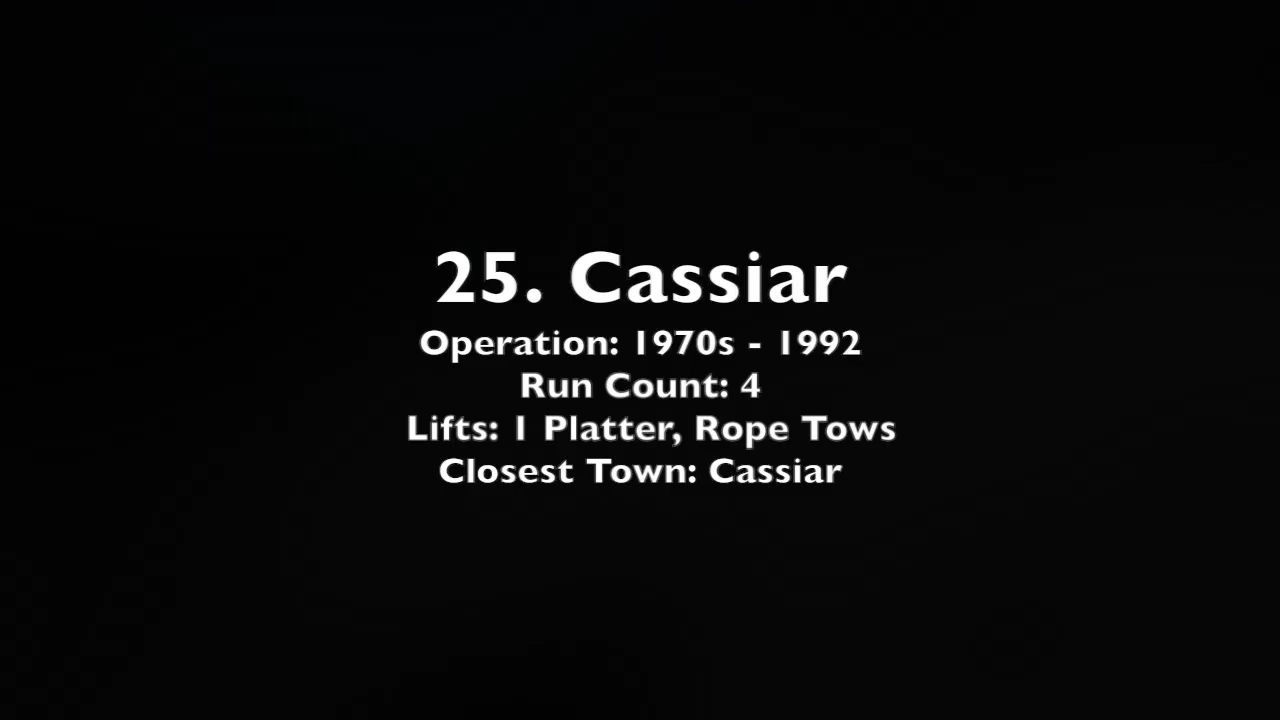 25. Cassiar
Operation: 1970s - 1992
Run Count: 4
Lifts: 1 Platter, Rope Tows
Closest Town: Cassiar